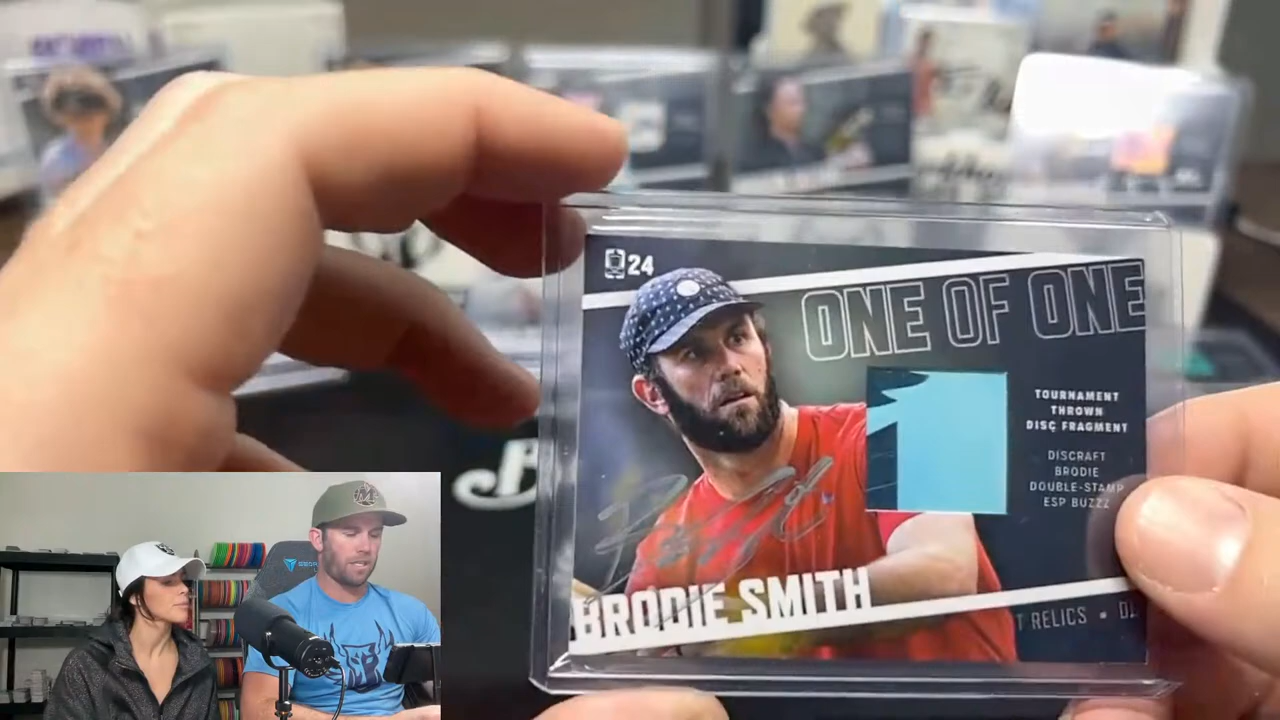 24
ONE OF ONE
TOURNAMENT
THROWN
DISC FRAGMENT
DISCRAFT
BRODIE
DOUBLE-STAMP
ESP BUZZZ
BRODIE SMITH
T RELICS